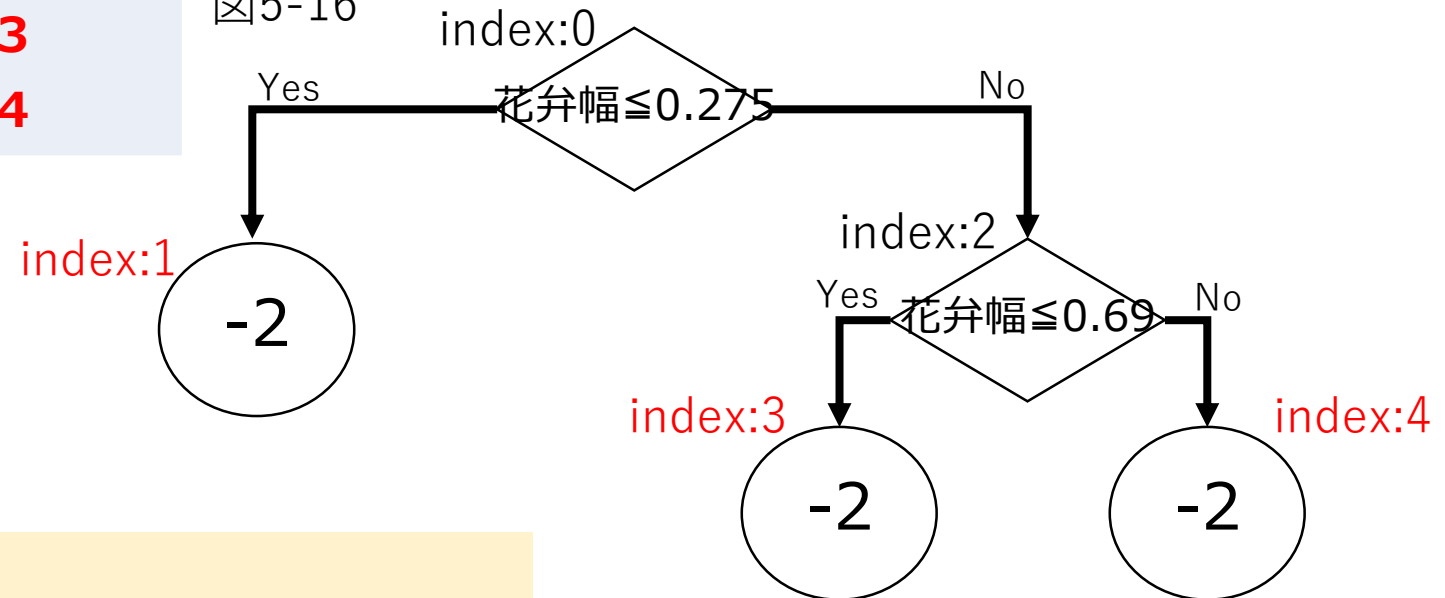 3
4
図5-16
index:0
Yes
花弁幅≦0.275
No
index:1
-2
index:2
Yes
花弁幅≦0.69
No
index:3
-2
index:4
-2